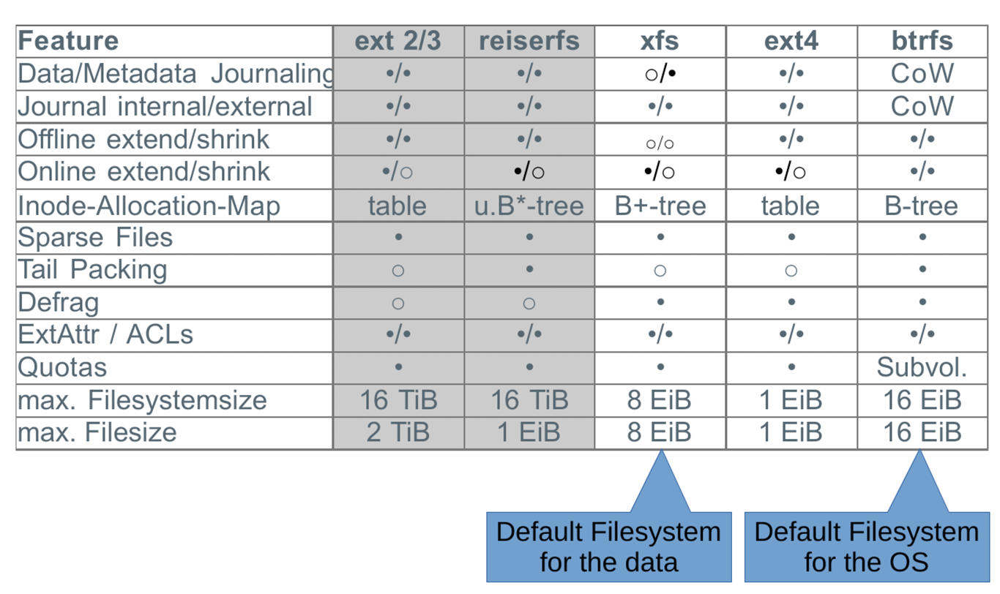 Feature ext 2/3 reiserfs xfs ext4 btrfs
Data/Metadata Journaling •/• •/• ○/• •/• CoW
Journal internal/external •/• •/• •/• •/• CoW
Offline extend/shrink •/• •/• ○/○ •/• •/•
Online extend/shrink •/○ •/○ •/○ •/○ •/•
Inode-Allocation-Map table u.B*-tree B+-tree table B-tree
Sparse Files • • • • •
Tail Packing ○ • ○ ○ •
Defrag ○ ○ • • •
ExtAttr / ACLs •/• •/• •/• •/• •/•
Quotas • • • • Subvol.
max. Filesystemsize 16 TiB 16 TiB 8 EiB 1 EiB 16 EiB
max. Filesize 2 TiB 1 EiB 8 EiB 1 EiB 16 EiB
Default Filesystem
for the data
Default Filesystem
for the OS